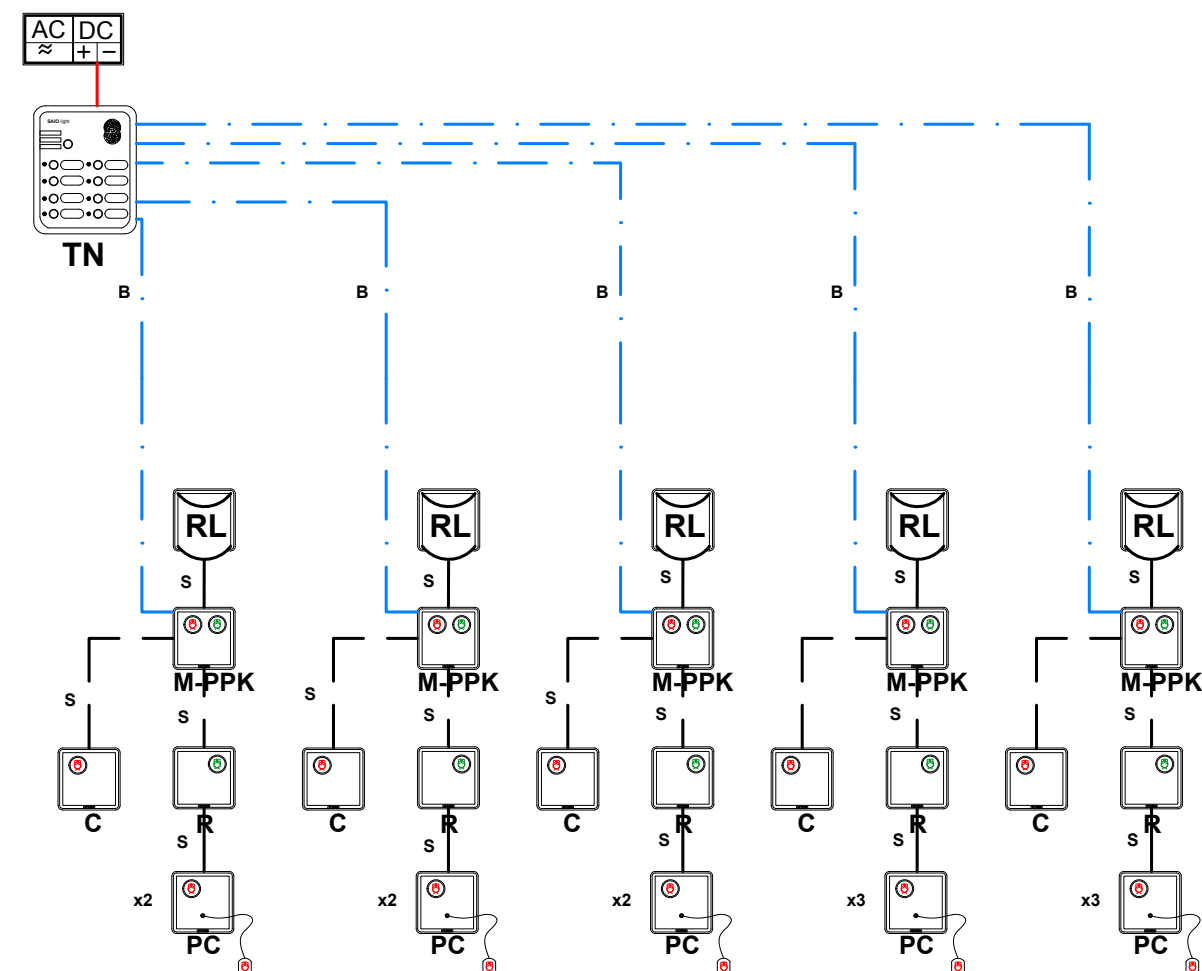 AC DC
≈ + −
SAIO light
TN
B B B B B
RL RL RL RL RL
S S S S S
M-PPK M-PPK M-PPK M-PPK M-PPK
S S S S S
S S S S S
C R C R C R C R C R
S S S S S
x2 x2 x2 x3 x3
PC PC PC PC PC